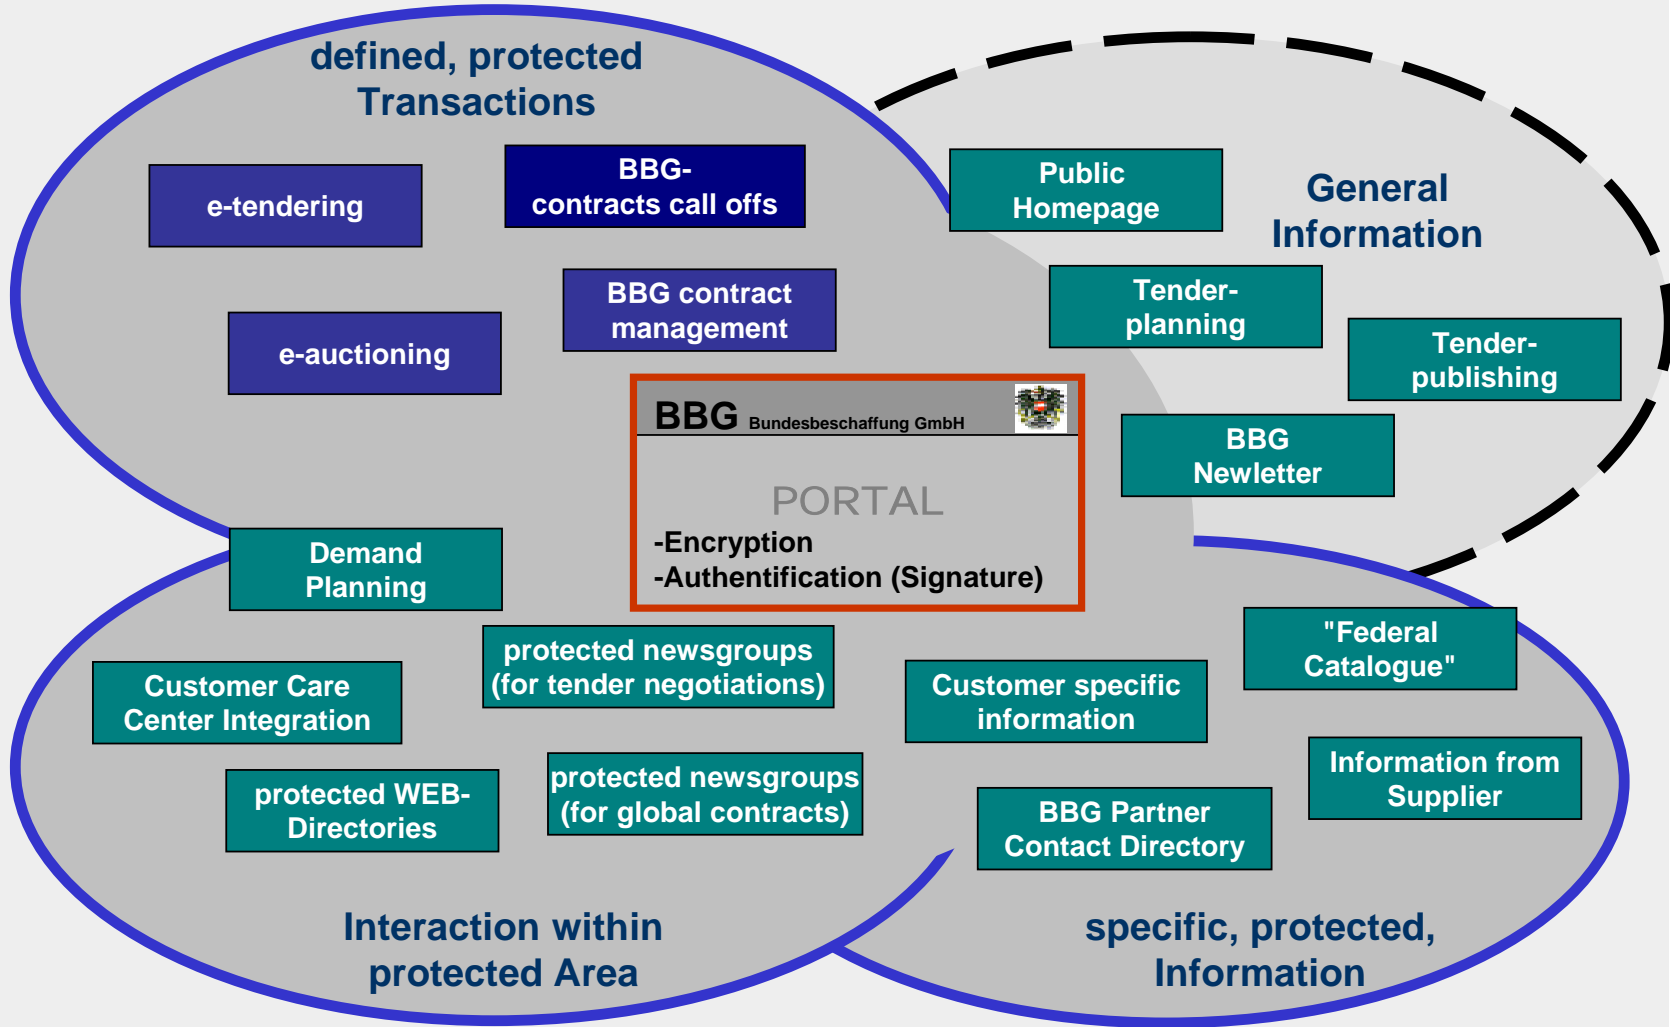 defined, protected
Transactions
e-tendering
BBG-
contracts call offs
e-auctioning
BBG contract
management
Public
Homepage
General
Information
Tender-
planning
Tender-
publishing
BBG
Newletter
BBG Bundesbeschaffung GmbH
PORTAL
-Encryption
-Authentification (Signature)
Demand
Planning
Customer Care
Center Integration
protected newsgroups
(for tender negotiations)
protected WEB-
Directories
protected newsgroups
(for global contracts)
Interaction within
protected Area
Customer specific
information
"Federal
Catalogue"
Information from
Supplier
BBG Partner
Contact Directory
specific, protected,
Information